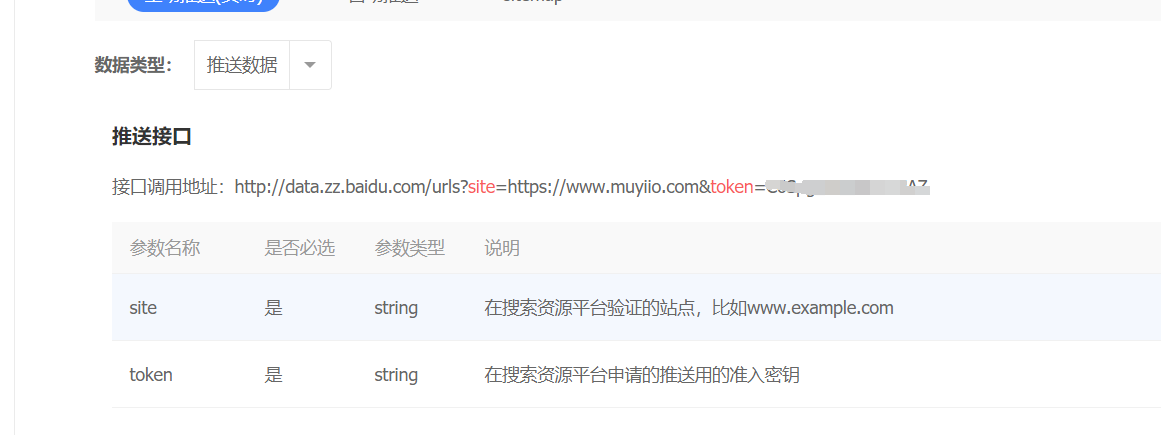 数据类型： 推送数据
推送接口
接口调用地址：http://data.zz.baidu.com/urls?site=https://www.muyiio.com&token=
参数名称 是否必选 参数类型 说明
site 是 string 在搜索资源平台验证的站点，比如www.example.com
token 是 string 在搜索资源平台申请的推送用的准入密钥